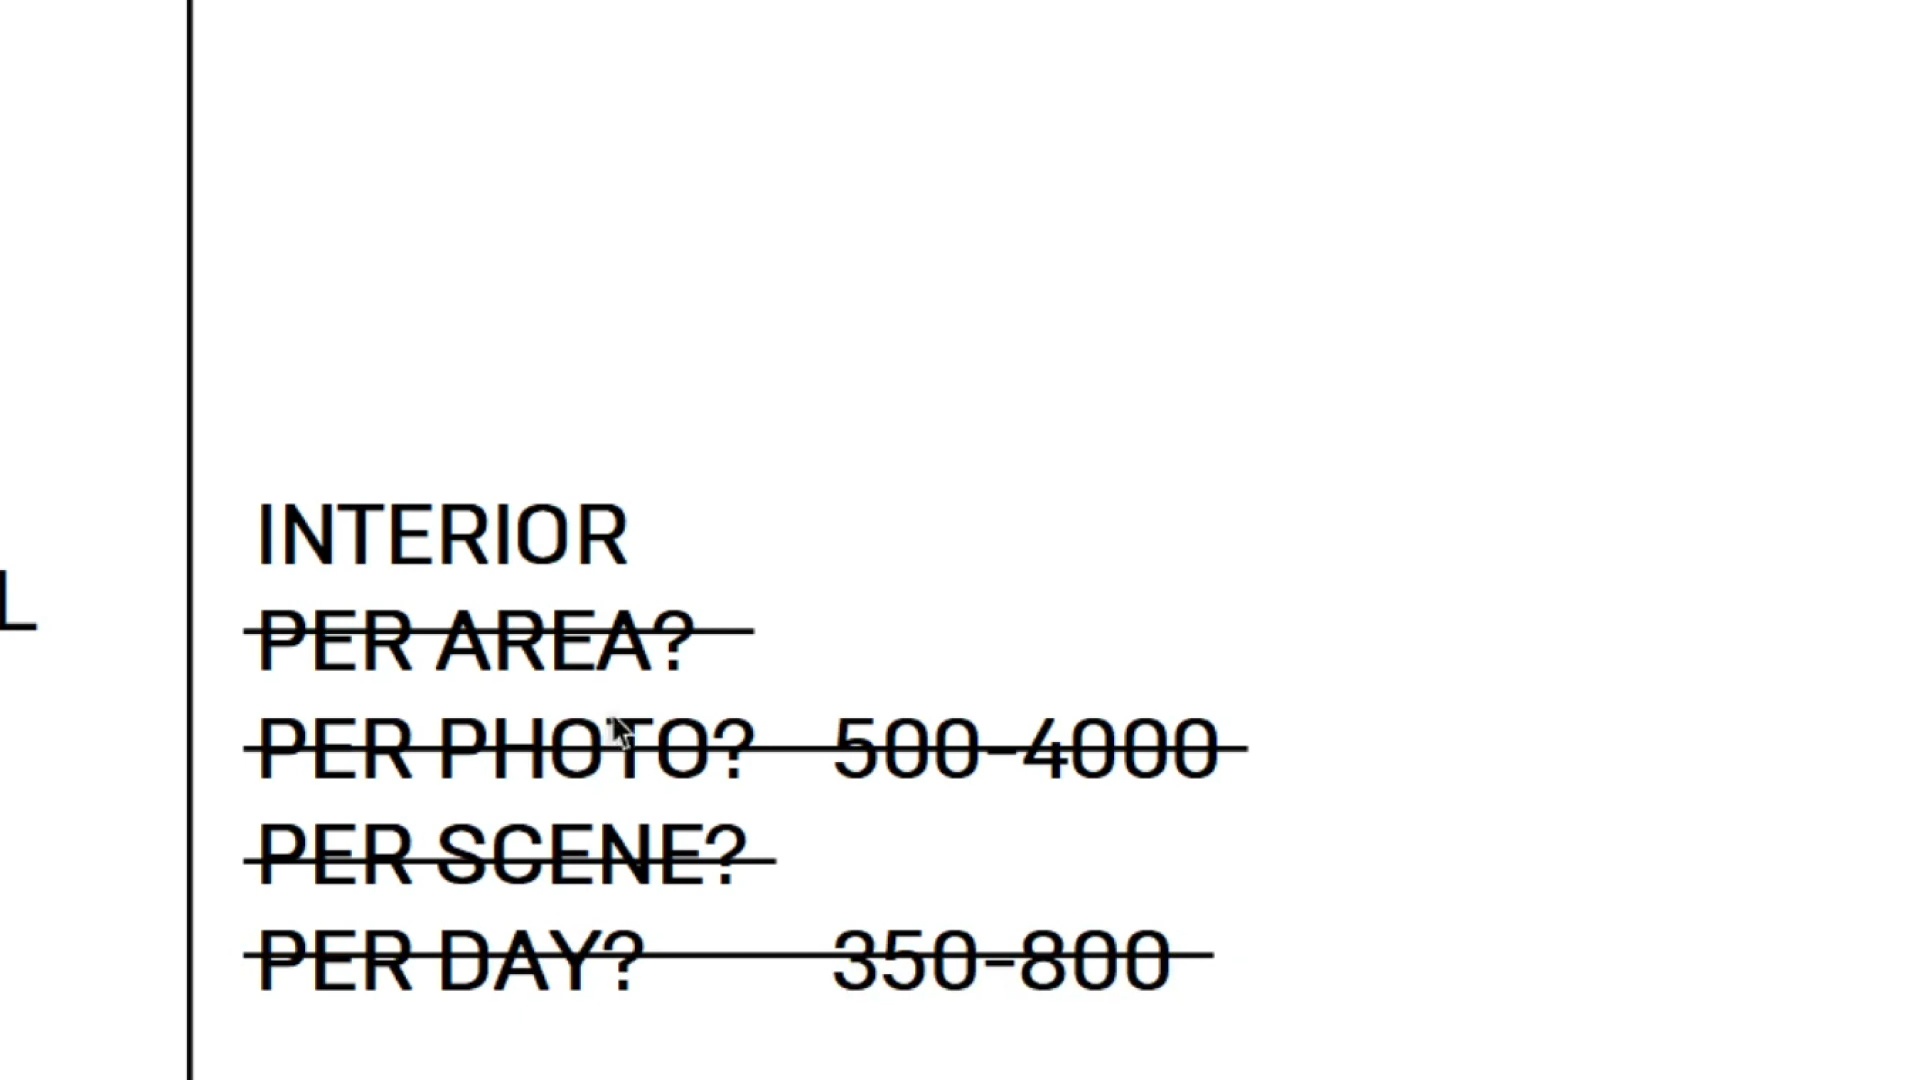 INTERIOR
L
PER AREA?
PER PHOTO? 500-4000
PER SCENE?
PER DAY? 350-800